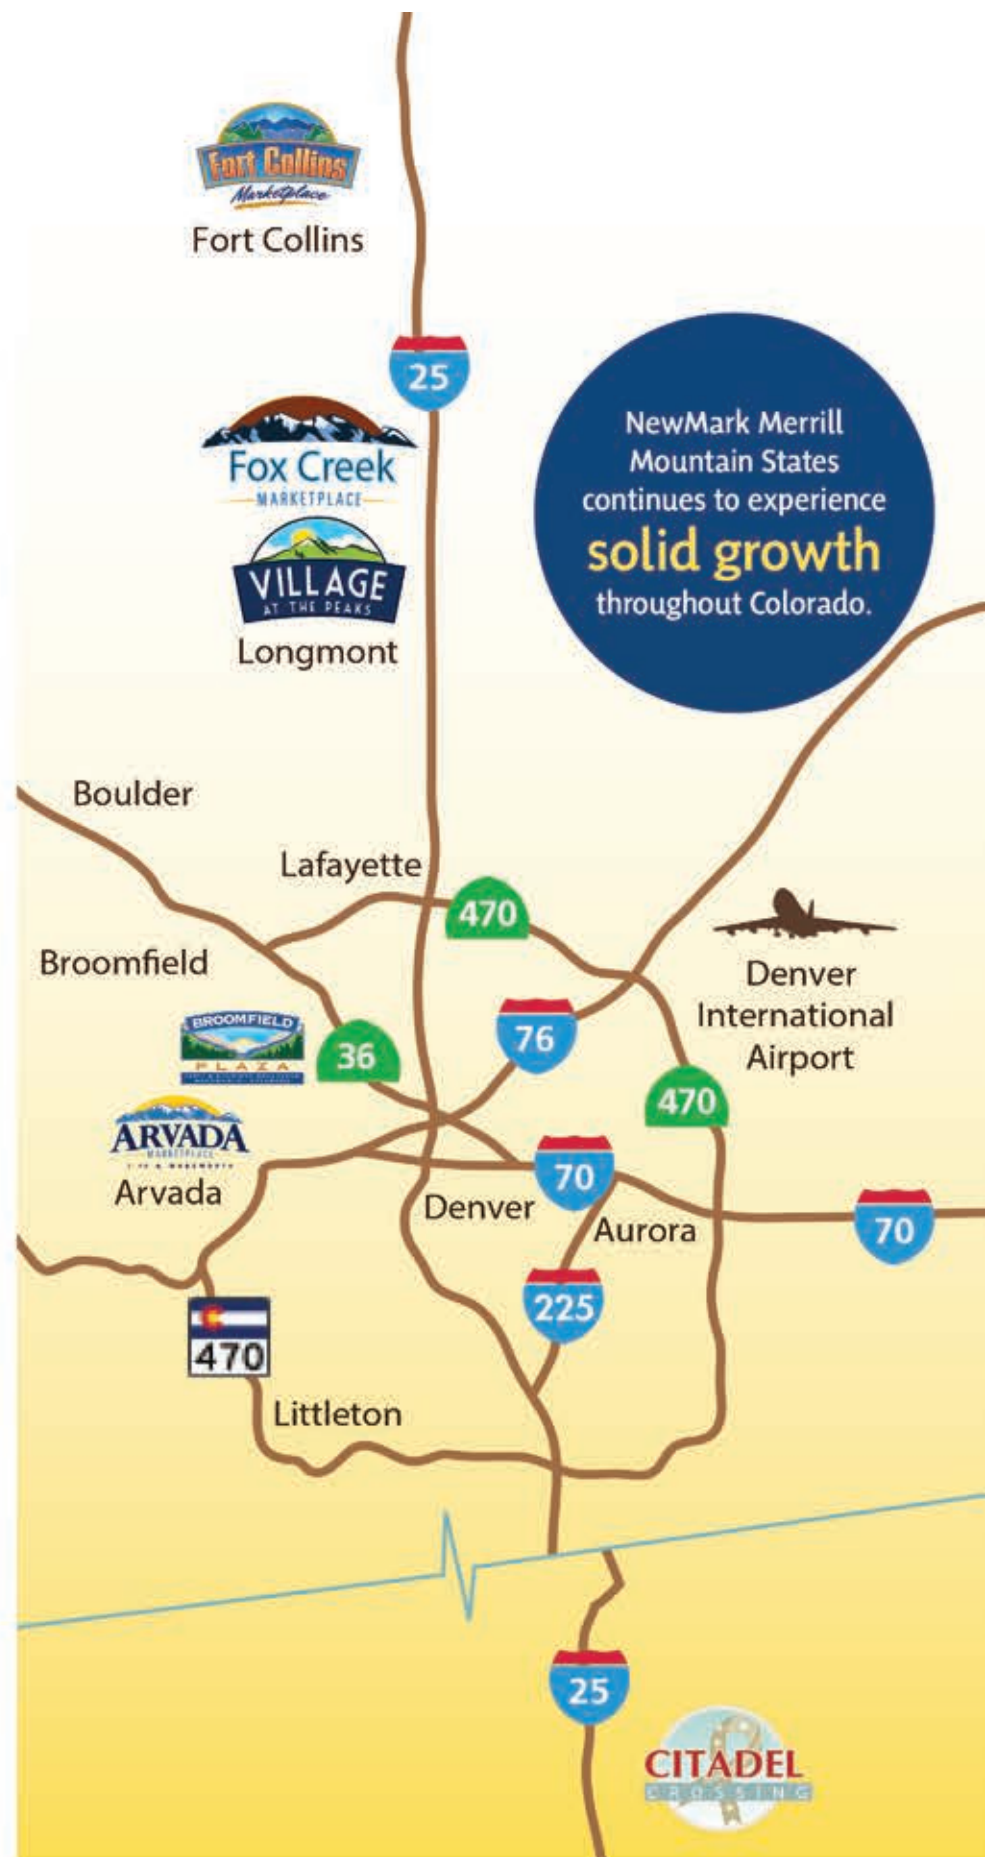 Fort Collins
Marketplace
Fort Collins
25
Fox Creek
MARKETPLACE
VILLAGE
AT THE PEAKS
Longmont
NewMark Merrill
Mountain States
continues to experience
solid growth
throughout Colorado.
Boulder
Lafayette
470
Broomfield
Denver
International
Airport
BROOMFIELD
PLAZA
36
76
470
ARVADA
MARKETPLACE
Arvada
70
Denver
Aurora
70
225
470
Littleton
25
CITADEL
CROSSING